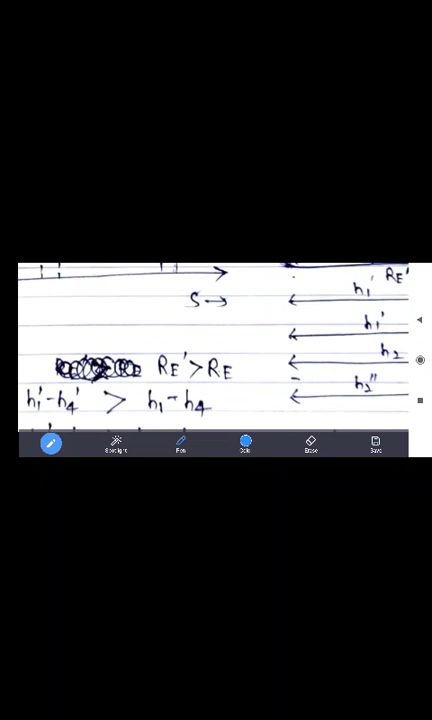 RE'
h1'
S →
h1'
h2
RE' > RE
h2''
h1' - h4' > h1 - h4
Spotlight Pen Color Erase Save